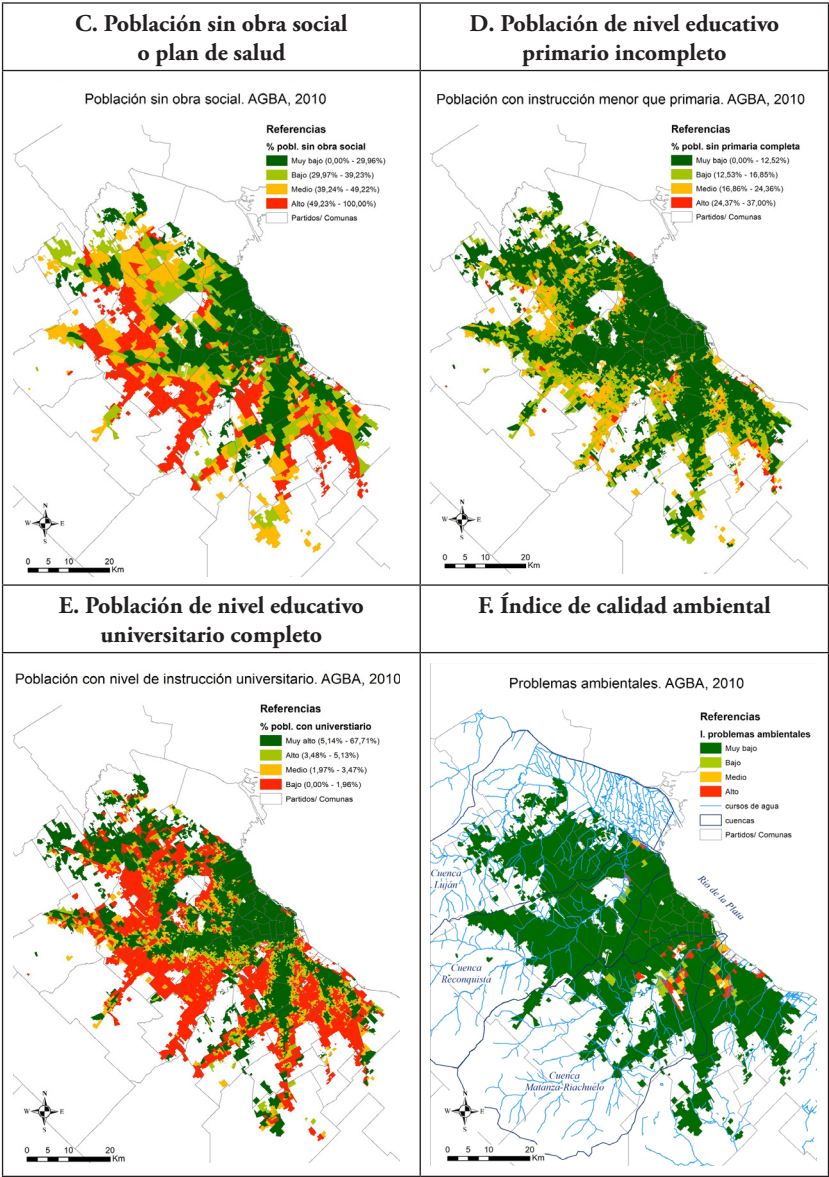 C. Población sin obra social
o plan de salud
D. Población de nivel educativo
primario incompleto
Población sin obra social. AGBA, 2010
Referencias
% pobl. sin obra social
Muy bajo (0,00% - 29,96%)
Bajo (29,97% - 39,23%)
Medio (39,24% - 49,22%)
Alto (49,23% - 100,00%)
Partidos/ Comunas
N
W E
S
0 5 10 20
Km
Población con instrucción menor que primaria. AGBA, 2010
Referencias
% pobl. sin primaria completa
Muy bajo (0,00% - 12,52%)
Bajo (12,53% - 16,85%)
Medio (16,86% - 24,36%)
Alto (24,37% - 37,00%)
Partidos/ Comunas
N
W E
S
0 5 10 20
Km
E. Población de nivel educativo
universitario completo
F. Índice de calidad ambiental
Población con nivel de instrucción universitario. AGBA, 2010
Referencias
% pobl. con universtiario
Muy alto (5,14% - 67,71%)
Alto (3,48% - 5,13%)
Medio (1,97% - 3,47%)
Bajo (0,00% - 1,96%)
Partidos/ Comunas
N
W E
S
0 5 10 20
Km
Problemas ambientales. AGBA, 2010
Referencias
I. problemas ambientales
Muy bajo
Bajo
Medio
Alto
cursos de agua
cuencas
Partidos/ Comunas
Cuenca
Luján
Río de la Plata
Cuenca
Reconquista
Cuenca
Matanza-Riachuelo
N
W E
S
0 5 10 20
Km